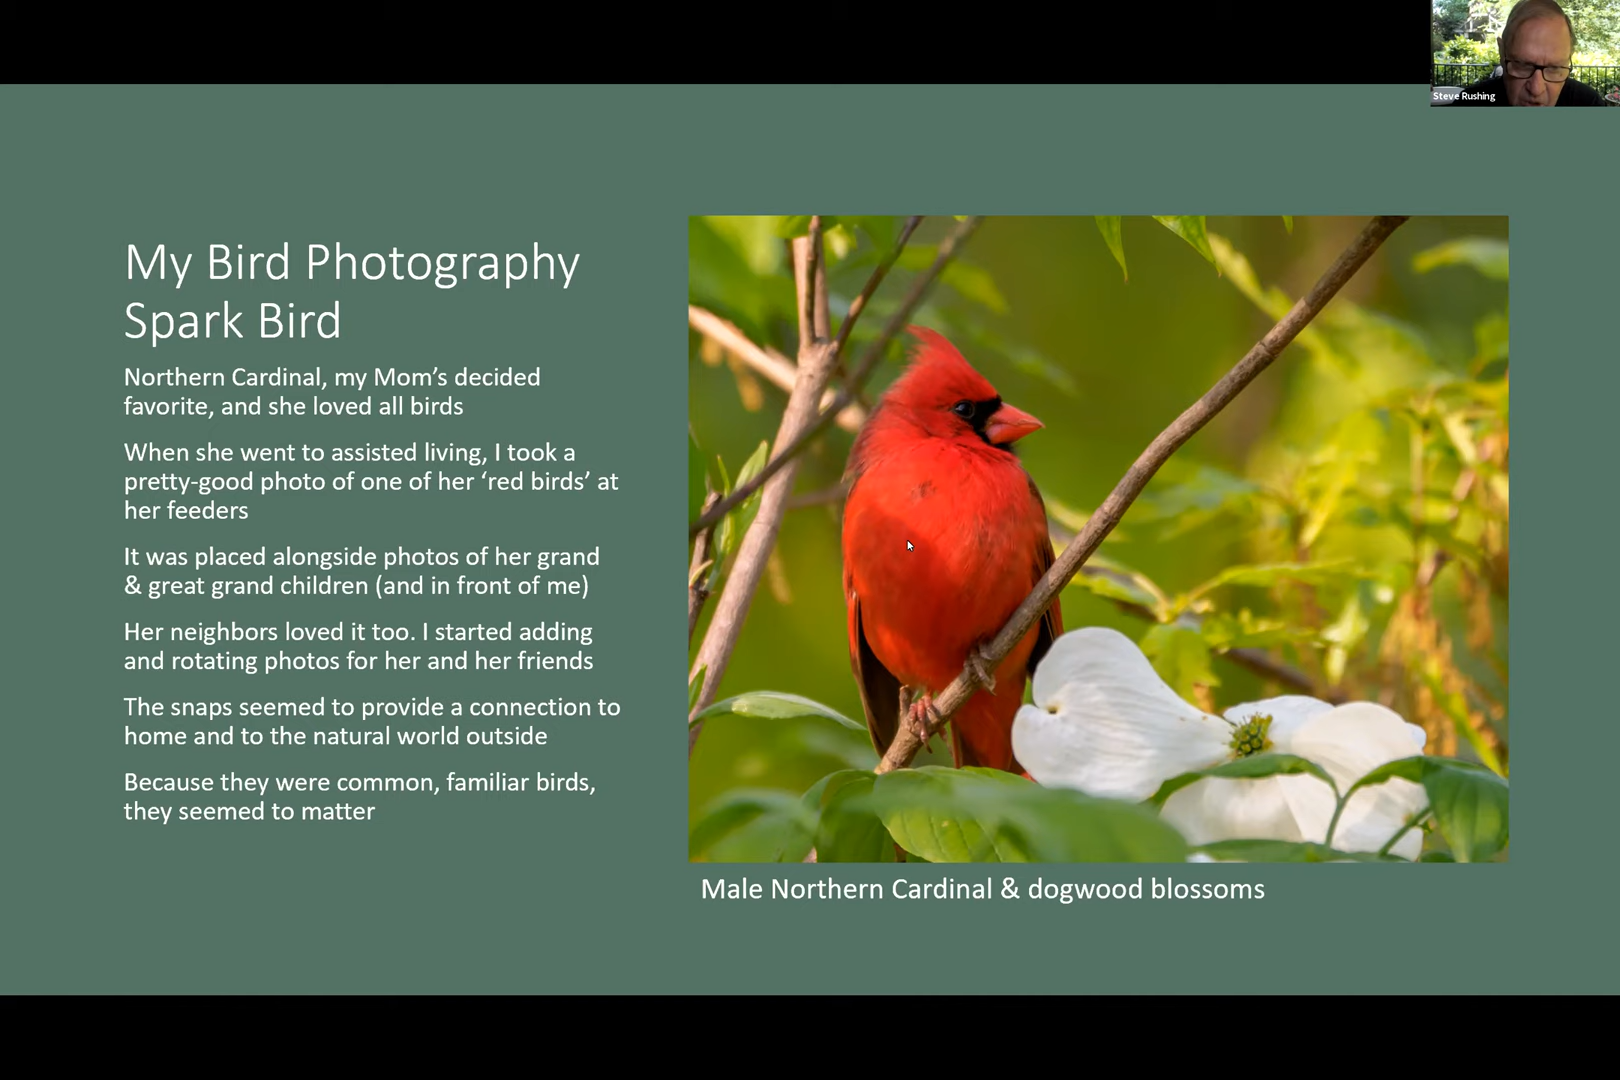 Steve Rushing
My Bird Photography
Spark Bird
Northern Cardinal, my Mom’s decided
favorite, and she loved all birds
When she went to assisted living, I took a
pretty-good photo of one of her ‘red birds’ at
her feeders
It was placed alongside photos of her grand
& great grand children (and in front of me)
Her neighbors loved it too. I started adding
and rotating photos for her and her friends
The snaps seemed to provide a connection to
home and to the natural world outside
Because they were common, familiar birds,
they seemed to matter
Male Northern Cardinal & dogwood blossoms